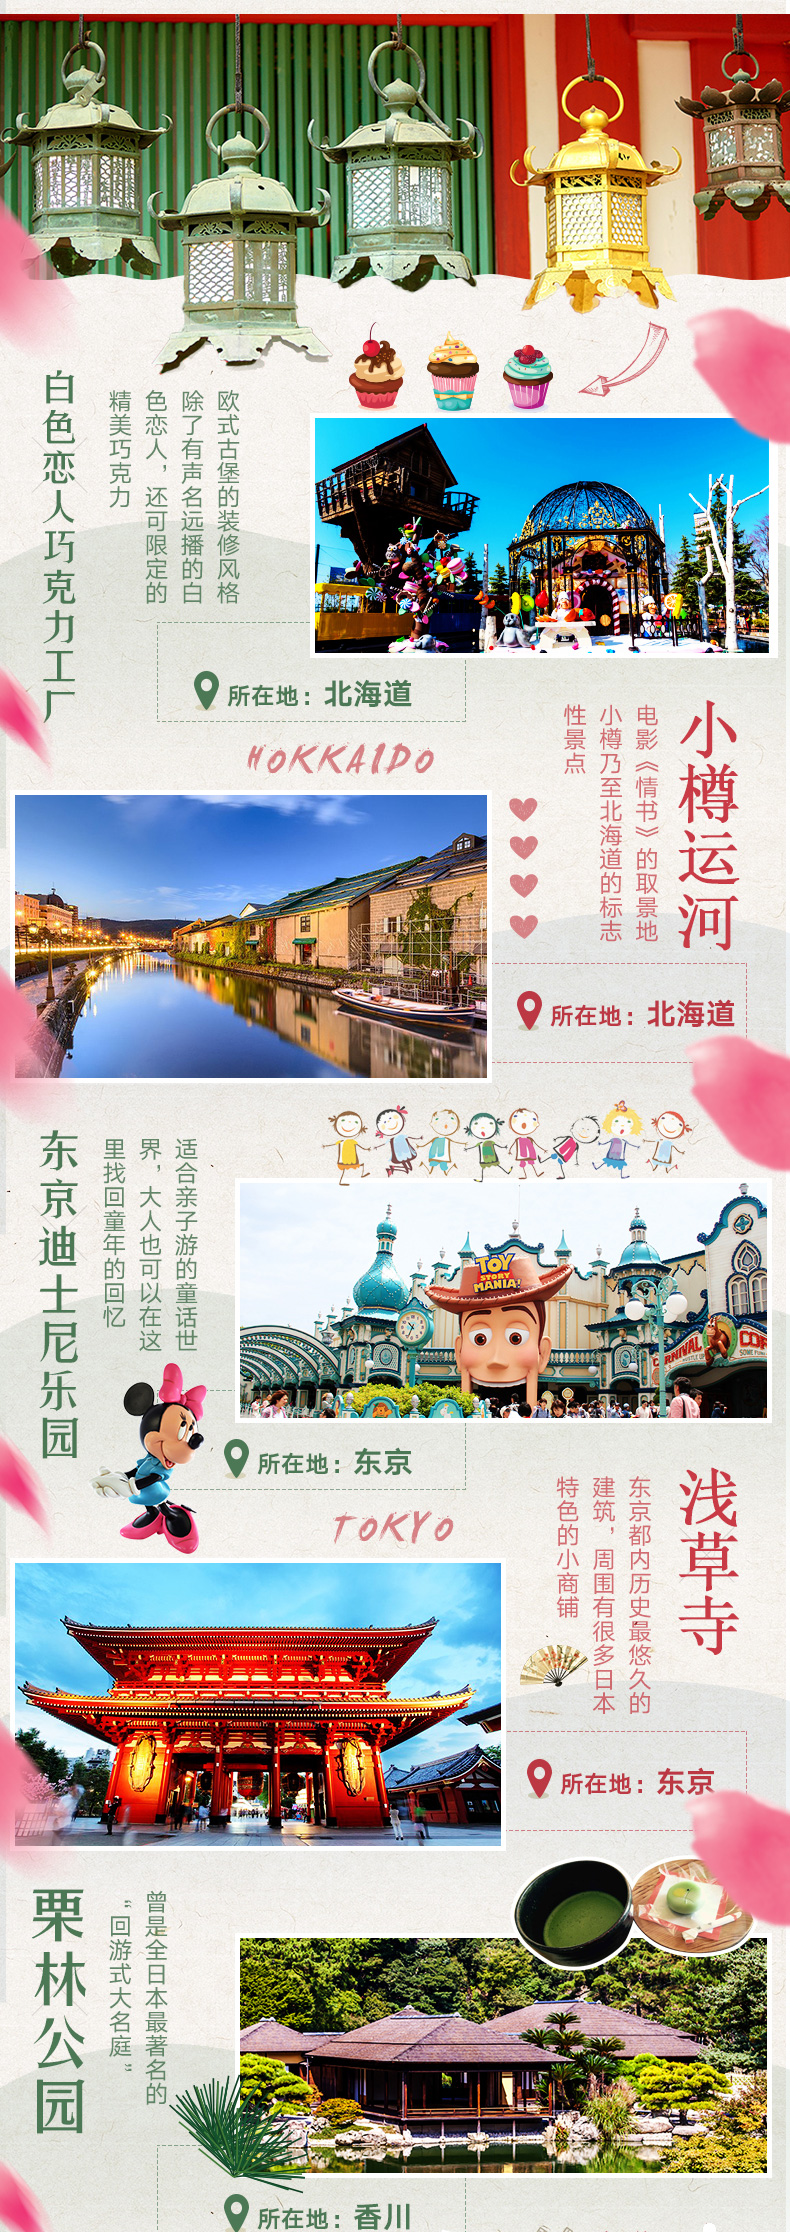 白色恋人巧克力工厂
欧式古堡的装修风格
除了有声名远播的白
色恋人，还可限定的
精美巧克力
所在地：北海道
HOKKAIDO
小樽运河
电影《情书》的取景地
小樽乃至北海道的标志
性景点
所在地：北海道
东京迪士尼乐园
适合亲子游的童话世
界，大人也可以在这
里找回童年的回忆
TOY
STORY
MANIA!
CARNIVAL
所在地：东京
TOKYO
浅草寺
东京都内历史最悠久的
建筑，周围有很多日本
特色的小商铺
所在地：东京
栗林公园
曾是全日本最著名的
“回游式大名庭”
所在地：香川